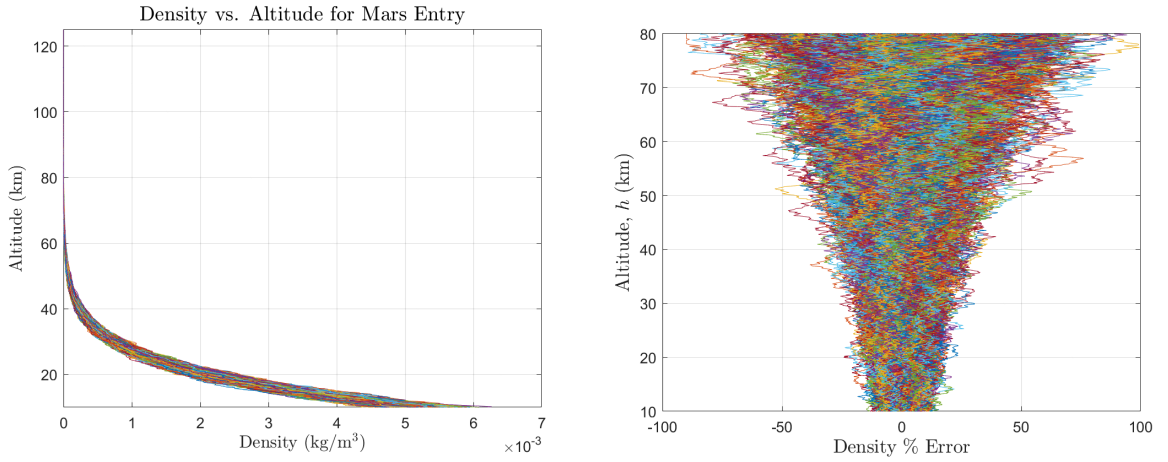 Density vs. Altitude for Mars Entry
120
100
80
60
40
20
0 1 2 3 4 5 6 7
×10⁻³
Density (kg/m³)
Altitude (km)
80
70
60
50
40
30
20
10
-100 -50 0 50 100
Density % Error
Altitude, h (km)